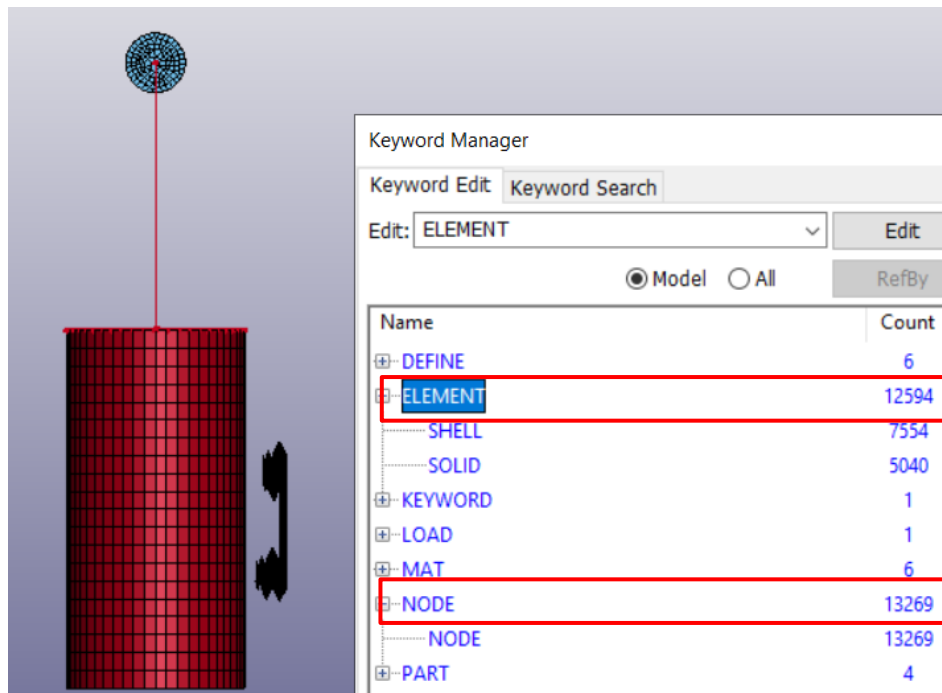 Keyword Manager
Keyword Edit Keyword Search
Edit: ELEMENT Edit
Model All RefBy
Name Count
DEFINE 6
ELEMENT 12594
SHELL 7554
SOLID 5040
KEYWORD 1
LOAD 1
MAT 6
NODE 13269
NODE 13269
PART 4